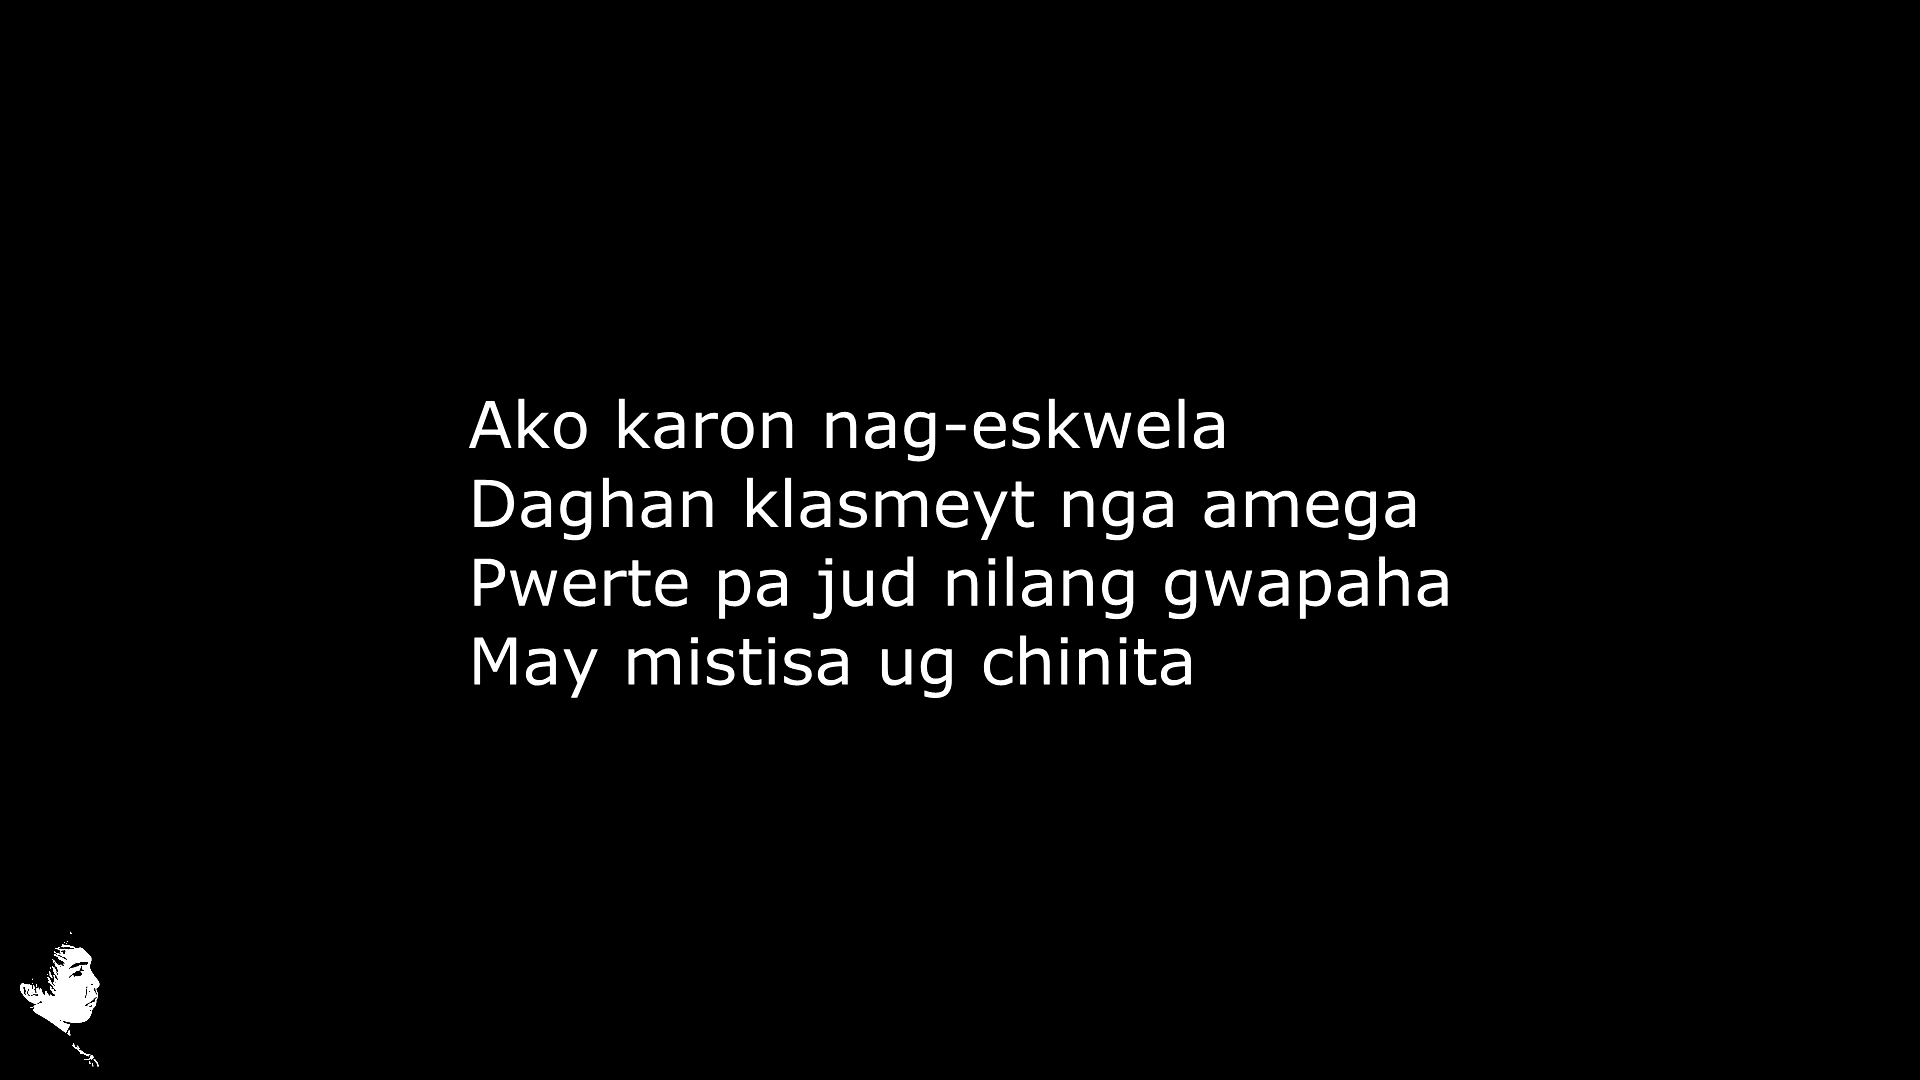 Ako karon nag-eskwela
Daghan klasmeyt nga amega
Pwerte pa jud nilang gwapaha
May mistisa ug chinita